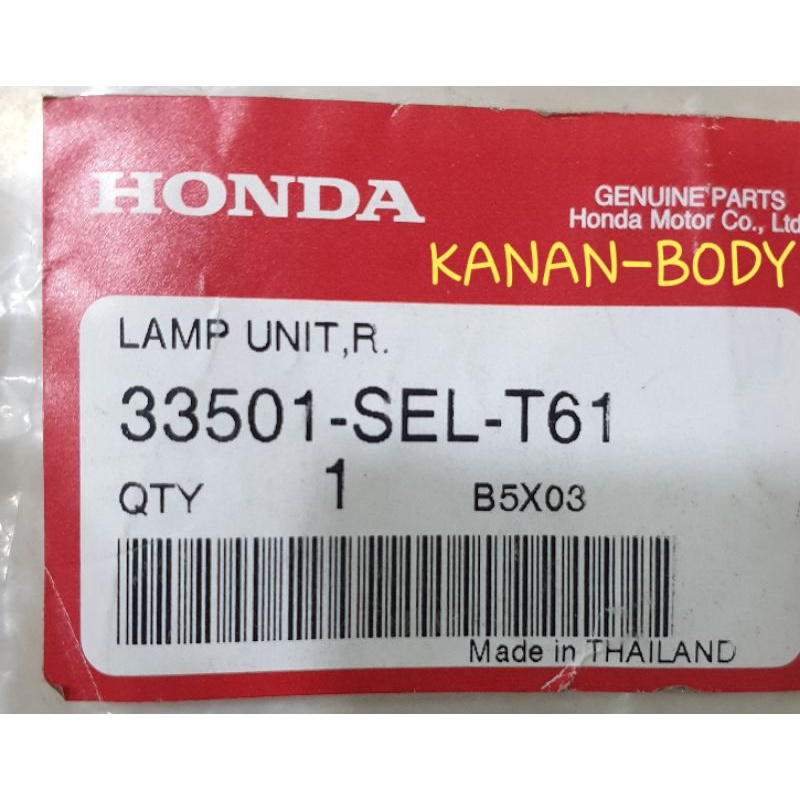 HONDA
GENUINE PARTS
Honda Motor Co., Ltd
KANAN-BODY
LAMP UNIT,R.
33501-SEL-T61
QTY 1 B5X03
Made in THAILAND